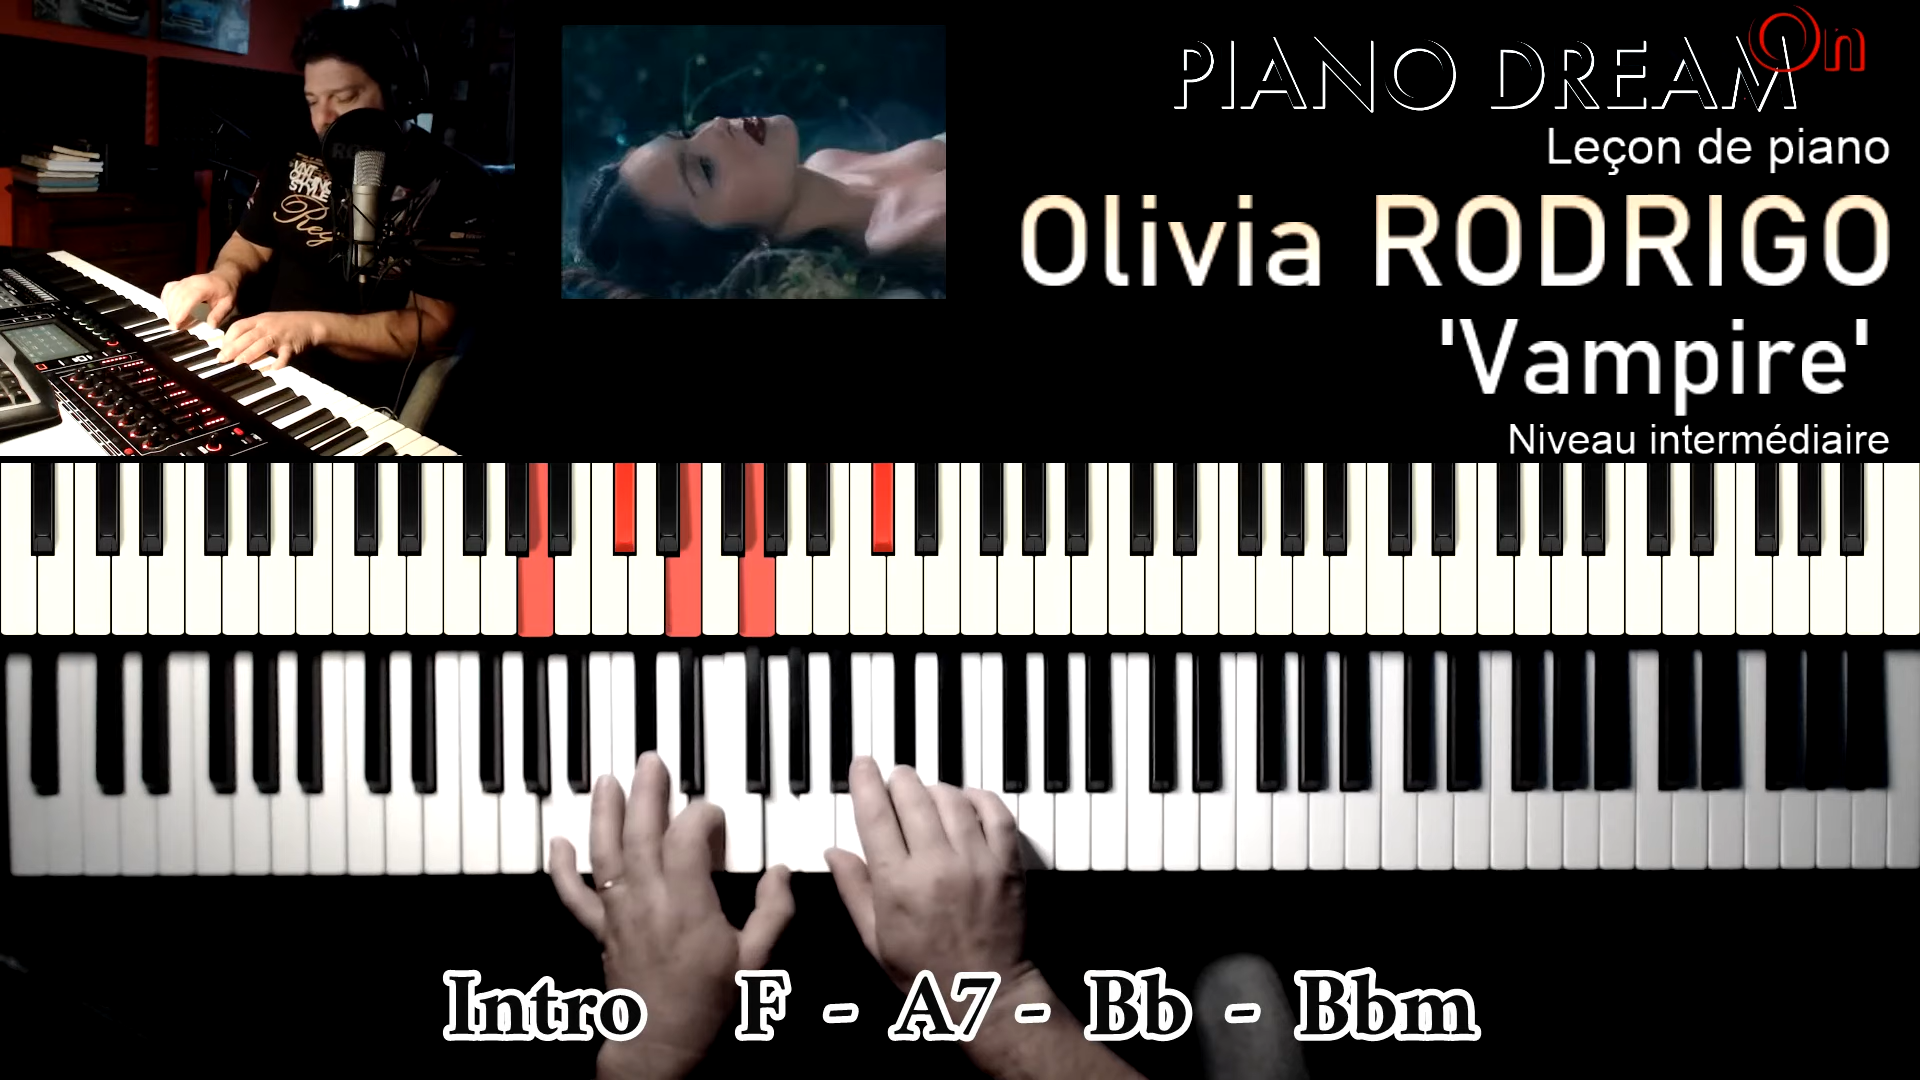 PIANO DREAM On
Leçon de piano
Olivia RODRIGO
'Vampire'
Niveau intermédiaire
Intro F - A7 - Bb - Bbm